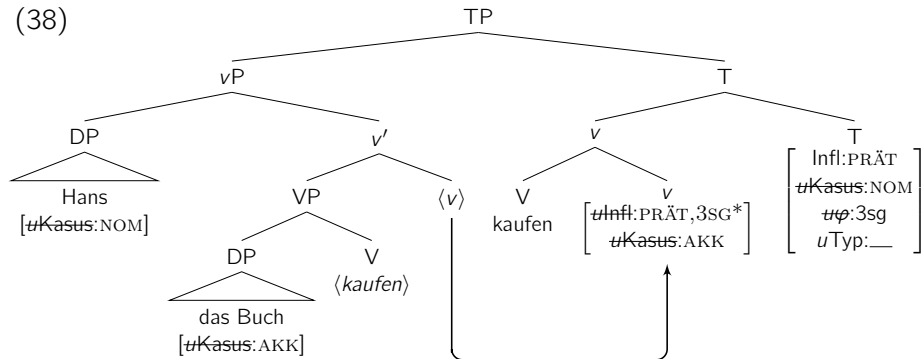 (38)
TP
vP T
DP v′ v T
Hans VP ⟨v⟩ V v Infl:PRÄT
[uKasus:NOM] kaufen uInfl:PRÄT,3SG* uKasus:NOM
uKasus:AKK uφ:3sg
uTyp:__
DP V
das Buch ⟨kaufen⟩
[uKasus:AKK]